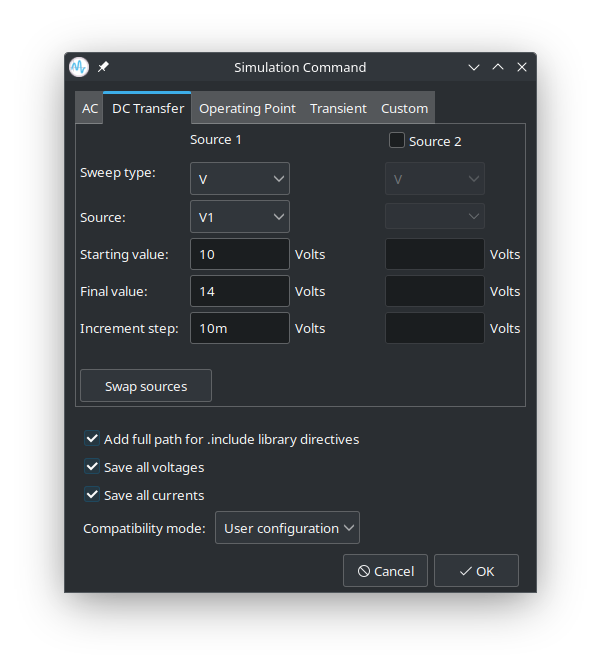 Simulation Command
AC DC Transfer Operating Point Transient Custom
Source 1 Source 2
Sweep type: V V
Source: V1
Starting value: 10 Volts Volts
Final value: 14 Volts Volts
Increment step: 10m Volts Volts
Swap sources
Add full path for .include library directives
Save all voltages
Save all currents
Compatibility mode: User configuration
Cancel OK